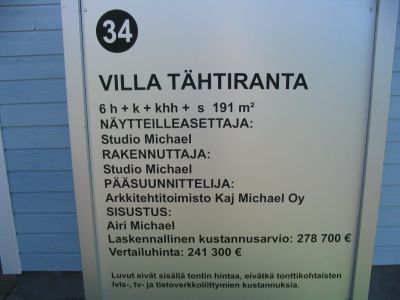 34
VILLA TÄHTIRANTA
6 h + k + khh + s 191 m²
NÄYTTEILLEASETTAJA:
Studio Michael
RAKENNUTTAJA:
Studio Michael
PÄÄSUUNNITTELIJA:
Arkkitehtitoimisto Kaj Michael Oy
SISUSTUS:
Airi Michael
Laskennallinen kustannusarvio: 278 700 €
Vertailuhinta: 241 300 €
Luvut eivät sisällä tontin hintaa, eivätkä tonttikohtaisten
lvis-, tv- ja tietoverkkoliittymien kustannuksia.